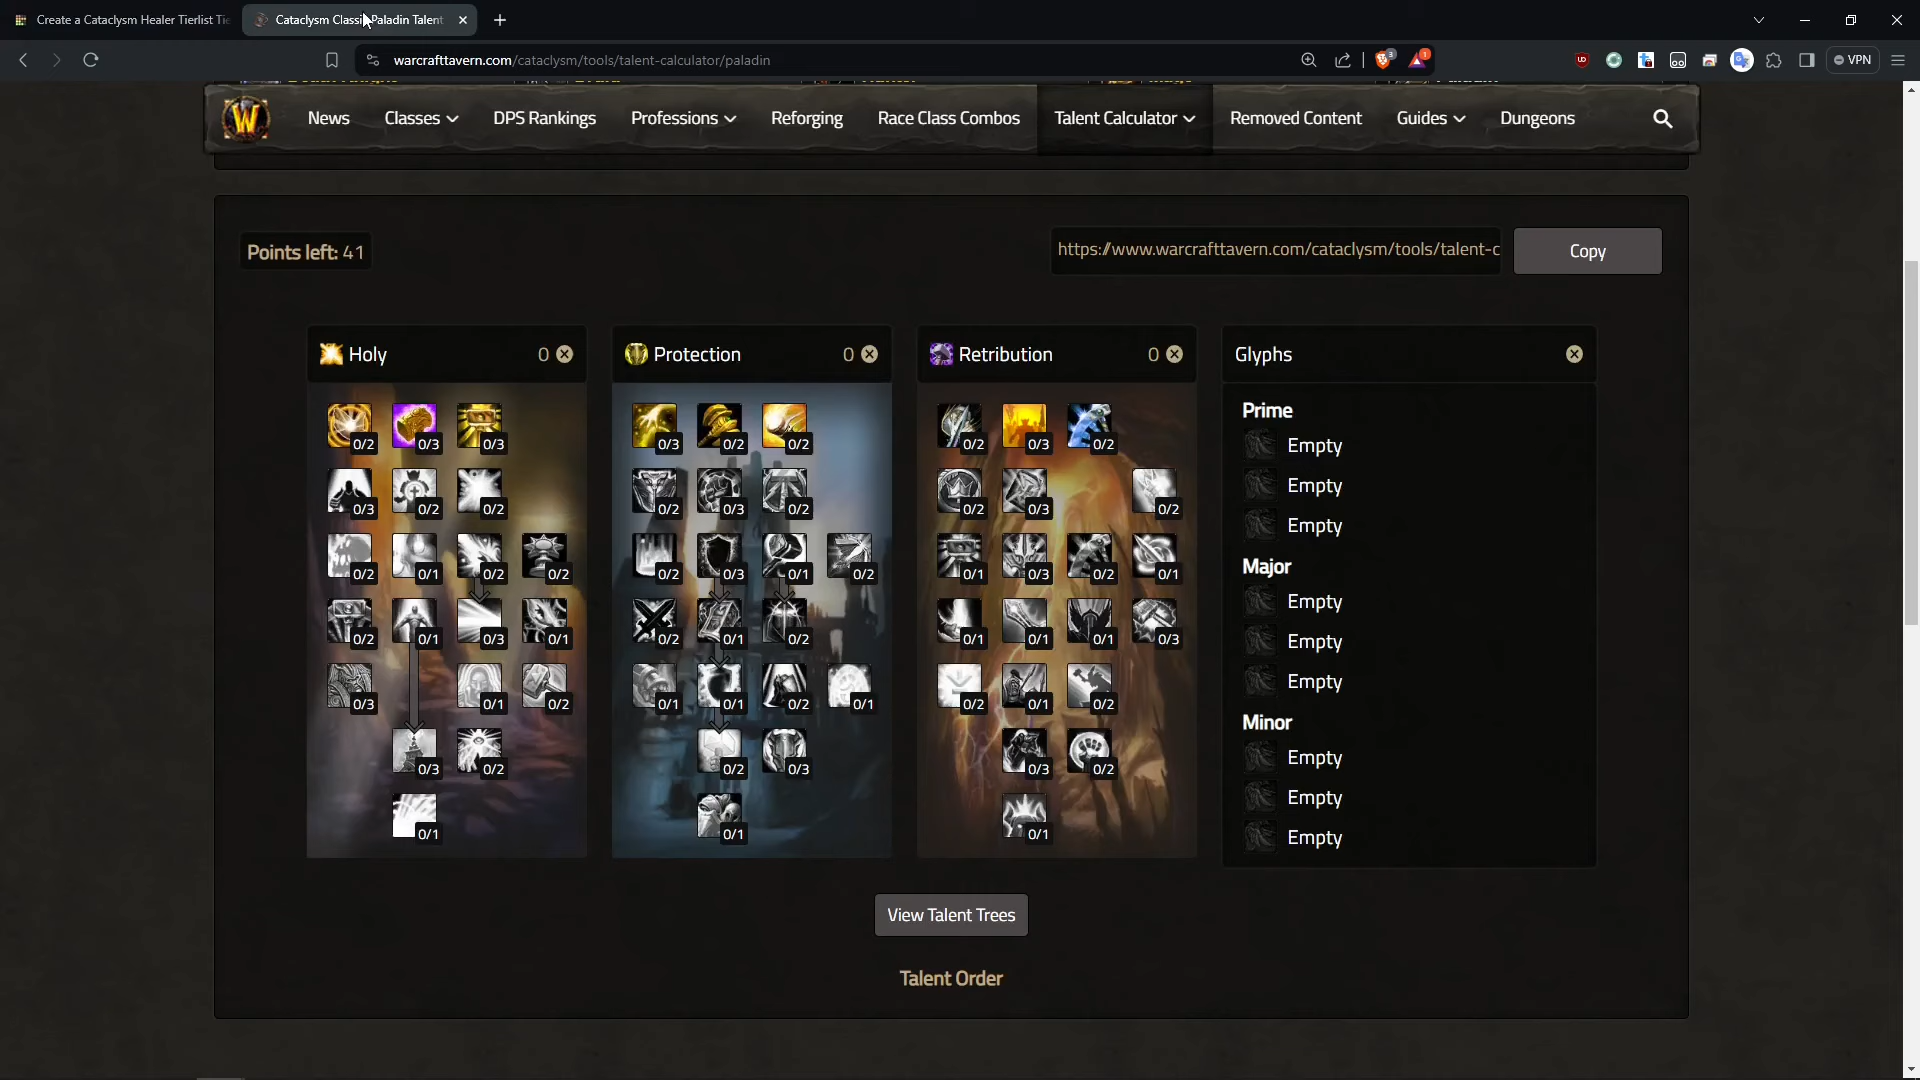 Create a Cataclysm Healer Tierlist Tie
Cataclysm Classic Paladin Talent
warcrafttavern.com/cataclysm/tools/talent-calculator/paladin
3
1
VPN
News
Classes
DPS Rankings
Professions
Reforging
Race Class Combos
Talent Calculator
Removed Content
Guides
Dungeons
Points left: 41
https://www.warcrafttavern.com/cataclysm/tools/talent-c
Copy
Holy 0
Protection 0
Retribution 0
Glyphs
0/2 0/3 0/3
0/3 0/2 0/2
0/2 0/1 0/2 0/2
0/2 0/1 0/3 0/1
0/3 0/1 0/2
0/3 0/2
0/1
0/3 0/2 0/2
0/2 0/3 0/2
0/2 0/3 0/1 0/2
0/2 0/1 0/2
0/1 0/1 0/2 0/1
0/2 0/3
0/1
0/2 0/3 0/2
0/2 0/3 0/2
0/1 0/3 0/2 0/1
0/1 0/1 0/1 0/3
0/2 0/1 0/2
0/3 0/2
0/1
Prime
Empty
Empty
Empty
Major
Empty
Empty
Empty
Minor
Empty
Empty
Empty
View Talent Trees
Talent Order